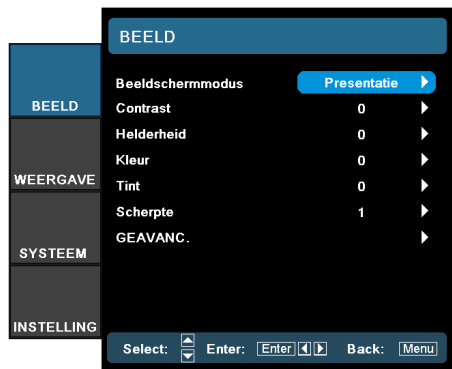 BEELD
BEELD
WEERGAVE
SYSTEEM
INSTELLING
Beeldschermmodus Presentatie
Contrast 0
Helderheid 0
Kleur 0
Tint 0
Scherpte 1
GEAVANC.
Select: Enter: Enter Back: Menu